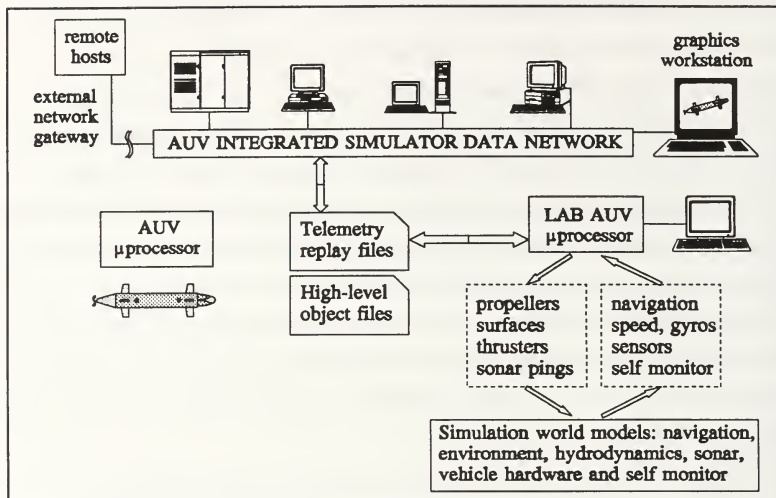 remote
hosts
graphics
workstation
external
network
gateway
AUV INTEGRATED SIMULATOR DATA NETWORK
AUV
μprocessor
Telemetry
replay files
High-level
object files
LAB AUV
μprocessor
propellers
surfaces
thrusters
sonar pings
navigation
speed, gyros
sensors
self monitor
Simulation world models: navigation,
environment, hydrodynamics, sonar,
vehicle hardware and self monitor